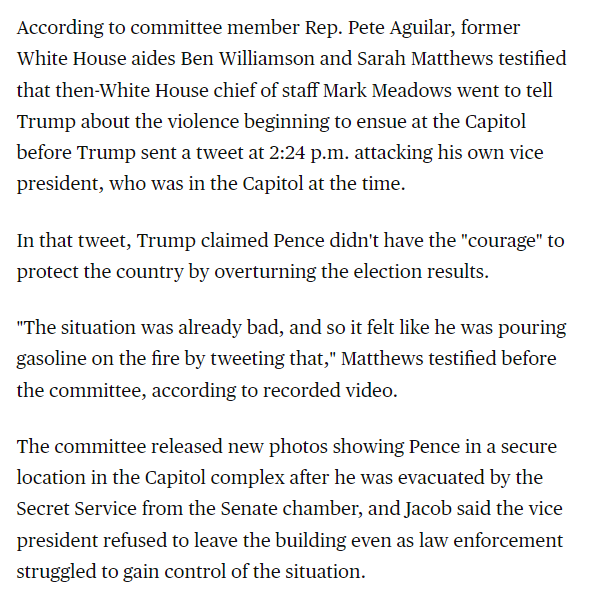 According to committee member Rep. Pete Aguilar, former
White House aides Ben Williamson and Sarah Matthews testified
that then-White House chief of staff Mark Meadows went to tell
Trump about the violence beginning to ensue at the Capitol
before Trump sent a tweet at 2:24 p.m. attacking his own vice
president, who was in the Capitol at the time.
In that tweet, Trump claimed Pence didn't have the "courage" to
protect the country by overturning the election results.
"The situation was already bad, and so it felt like he was pouring
gasoline on the fire by tweeting that," Matthews testified before
the committee, according to recorded video.
The committee released new photos showing Pence in a secure
location in the Capitol complex after he was evacuated by the
Secret Service from the Senate chamber, and Jacob said the vice
president refused to leave the building even as law enforcement
struggled to gain control of the situation.